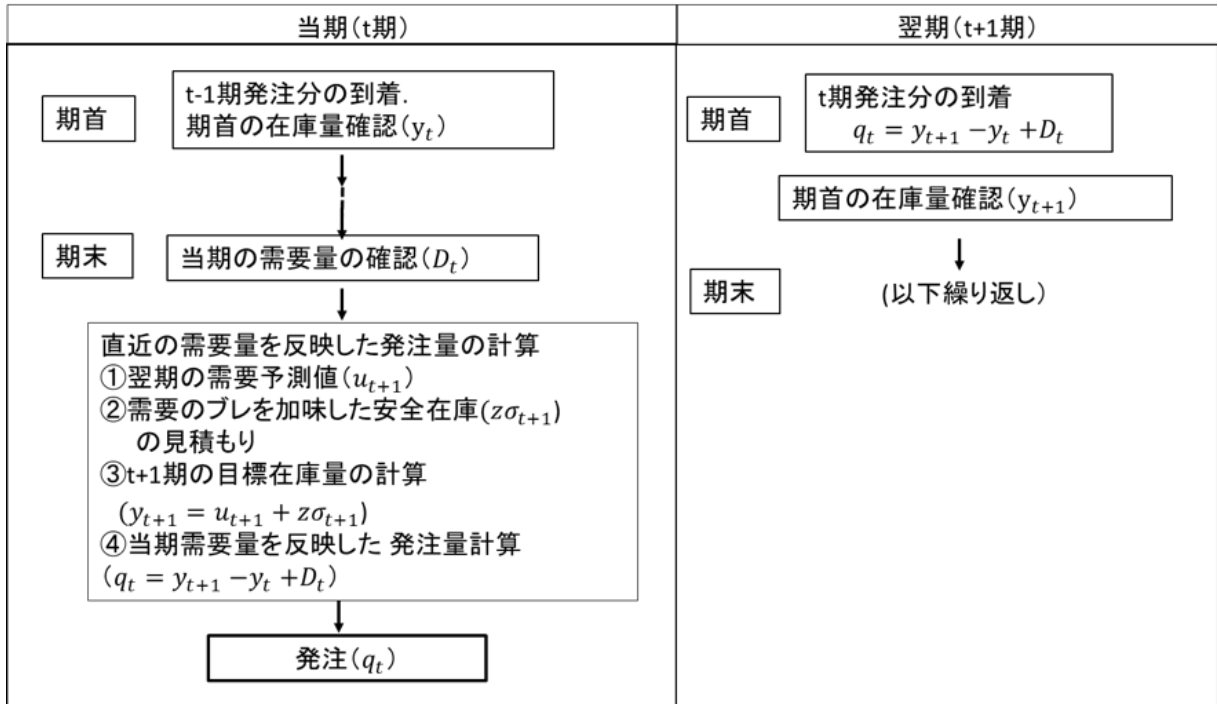 当期(t期)
翌期(t+1期)
期首
t-1期発注分の到着.
期首の在庫量確認(y_t)
期末
当期の需要量の確認(D_t)
直近の需要量を反映した発注量の計算
①翌期の需要予測値(u_{t+1})
②需要のブレを加味した安全在庫(zσ_{t+1})
の見積もり
③t+1期の目標在庫量の計算
(y_{t+1} = u_{t+1} + zσ_{t+1})
④当期需要量を反映した 発注量計算
(q_t = y_{t+1} −y_t +D_t)
発注(q_t)
期首
t期発注分の到着
q_t = y_{t+1} −y_t +D_t
期首の在庫量確認(y_{t+1})
期末
(以下繰り返し)